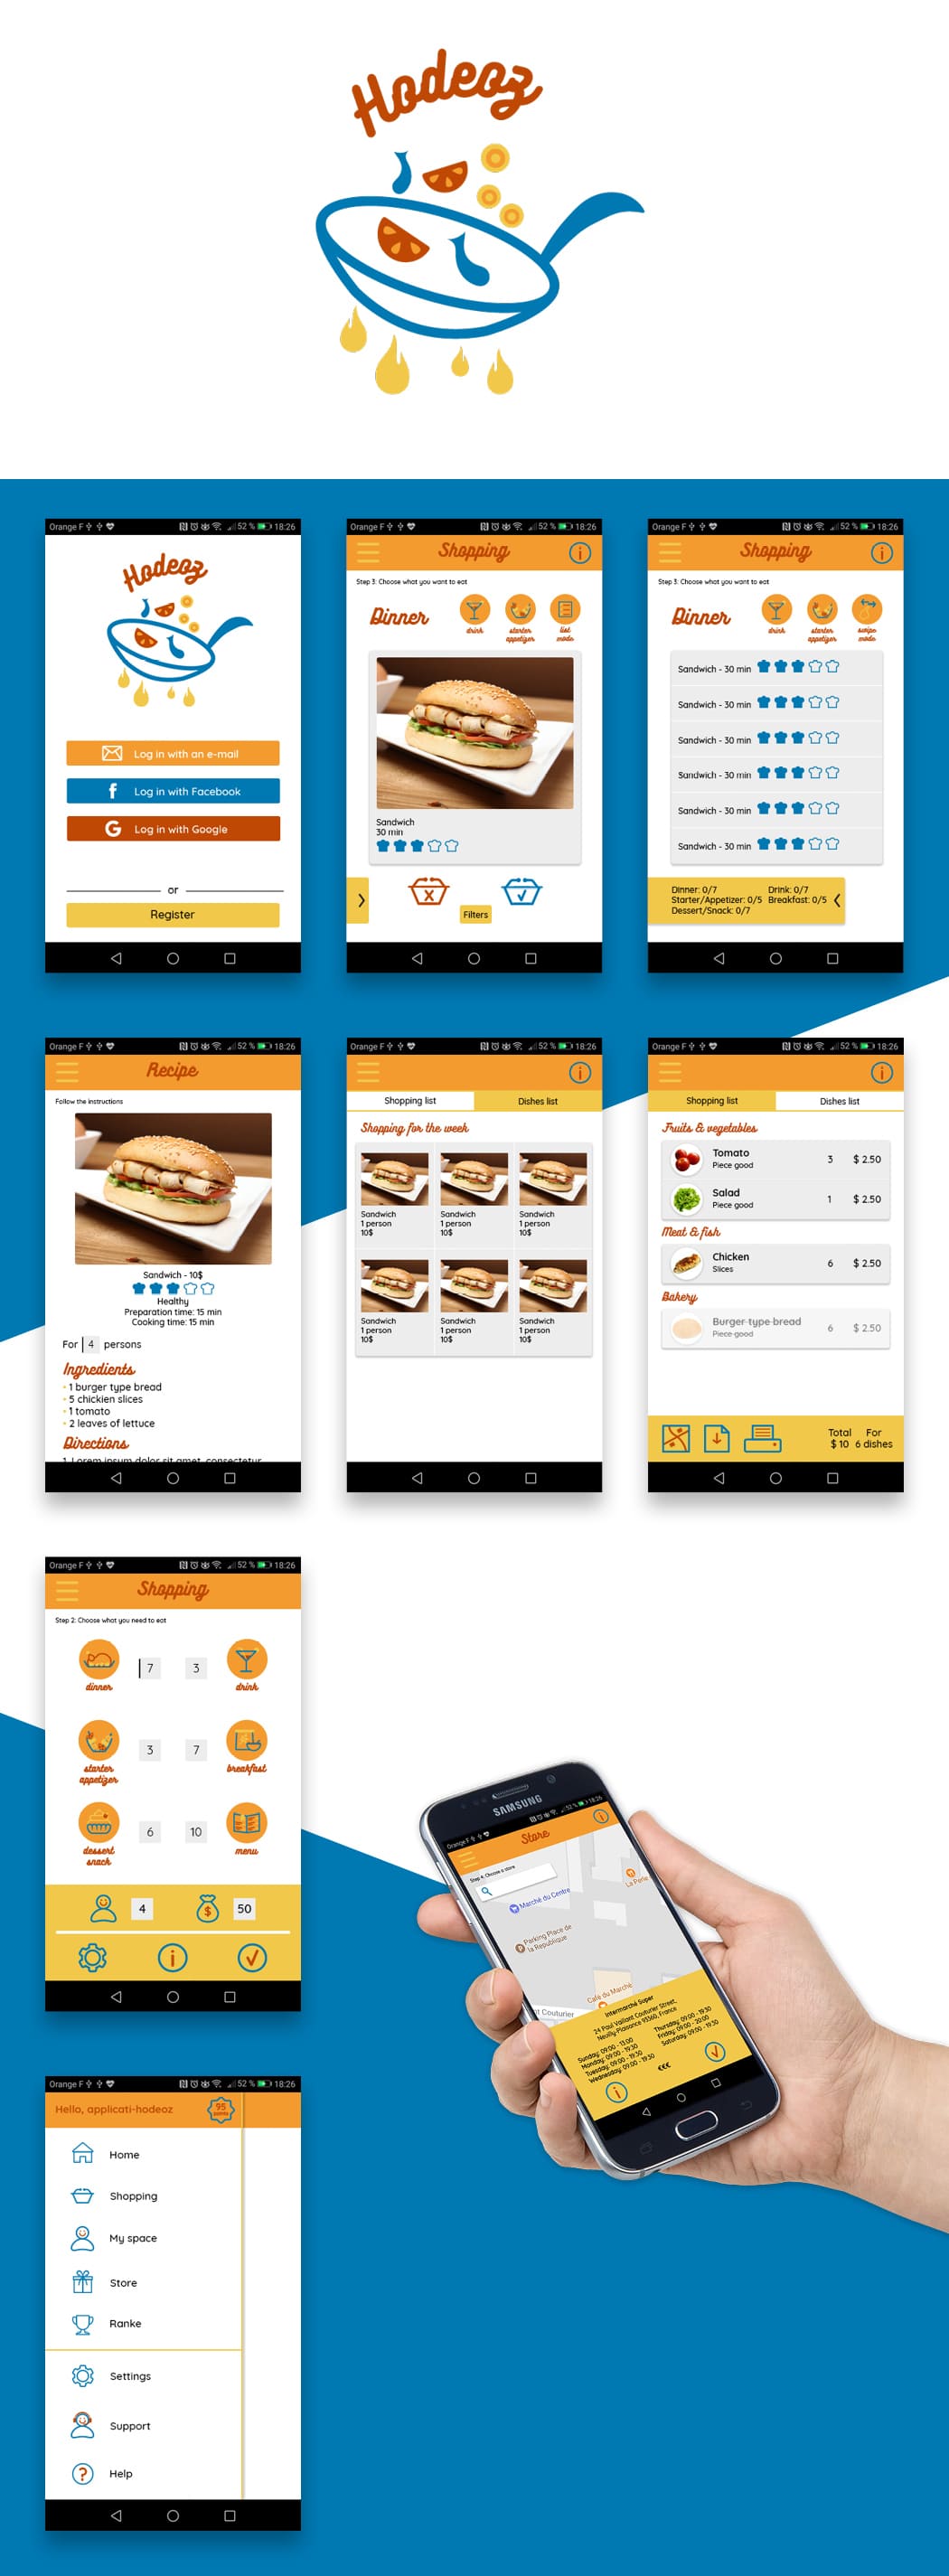 Hodeoz
Orange F 52 % 18:26
Hodeoz
Log in with an e-mail
f Log in with Facebook
G Log in with Google
or
Register
Orange F 52 % 18:26
Shopping
i
Step 3: Choose what you want to eat
Dinner
drink
starter
appetizer
list
mode
Sandwich
30 min
X
Filters
Orange F 52 % 18:26
Shopping
i
Step 3: Choose what you want to eat
Dinner
drink
starter
appetizer
swipe
mode
Sandwich - 30 min
Sandwich - 30 min
Sandwich - 30 min
Sandwich - 30 min
Sandwich - 30 min
Sandwich - 30 min
Dinner: 0/7 Drink: 0/7
Starter/Appetizer: 0/5 Breakfast: 0/5
Dessert/Snack: 0/7
Orange F 52 % 18:26
Recipe
Follow the instructions
Sandwich - 10$
Healthy
Preparation time: 15 min
Cooking time: 15 min
For 4 persons
Ingredients
• 1 burger type bread
• 5 chickien slices
• 1 tomato
• 2 leaves of lettuce
Directions
1. Lorem ipsum dolor sit amet, consectetur
Orange F 52 % 18:26
i
Shopping list Dishes list
Shopping for the week
Sandwich Sandwich Sandwich
1 person 1 person 1 person
10$ 10$ 10$
Sandwich Sandwich Sandwich
1 person 1 person 1 person
10$ 10$ 10$
Orange F 52 % 18:26
i
Shopping list Dishes list
Fruits & vegetables
Tomato
Piece good 3 $ 2.50
Salad
Piece good 1 $ 2.50
Meat & fish
Chicken
Slices 6 $ 2.50
Bakery
Burger type bread
Piece good 6 $ 2.50
Total For
$ 10 6 dishes
Orange F 52 % 18:26
Shopping
Step 2: Choose what you need to eat
7 3
dinner drink
3 7
starter
appetizer
breakfast
6 10
dessert
snack
menu
4 $ 50
i
SAMSUNG
Orange F 52 % 18:26
Store
i
Step 4: Choose a store
La Perle
Marché du Centre
Parking Place de
la République
Café du Marché
nt Couturier
Intermarché Super
24 Paul Vaillant Couturier Street,
Neuilly-Plaisance 93360, France
Sunday: 09:00 - 13:00
Monday: 09:00 - 19:30
Tuesday: 09:00 - 19:30
Wednesday: 09:00 - 19:30
Thursday: 09:00 - 19:30
Friday: 09:00 - 20:00
Saturday: 09:00 - 19:30
i
Orange F 52 % 18:26
Hello, applicati-hodeoz
95
points
Home
Shopping
My space
Store
Ranke
Settings
Support
? Help